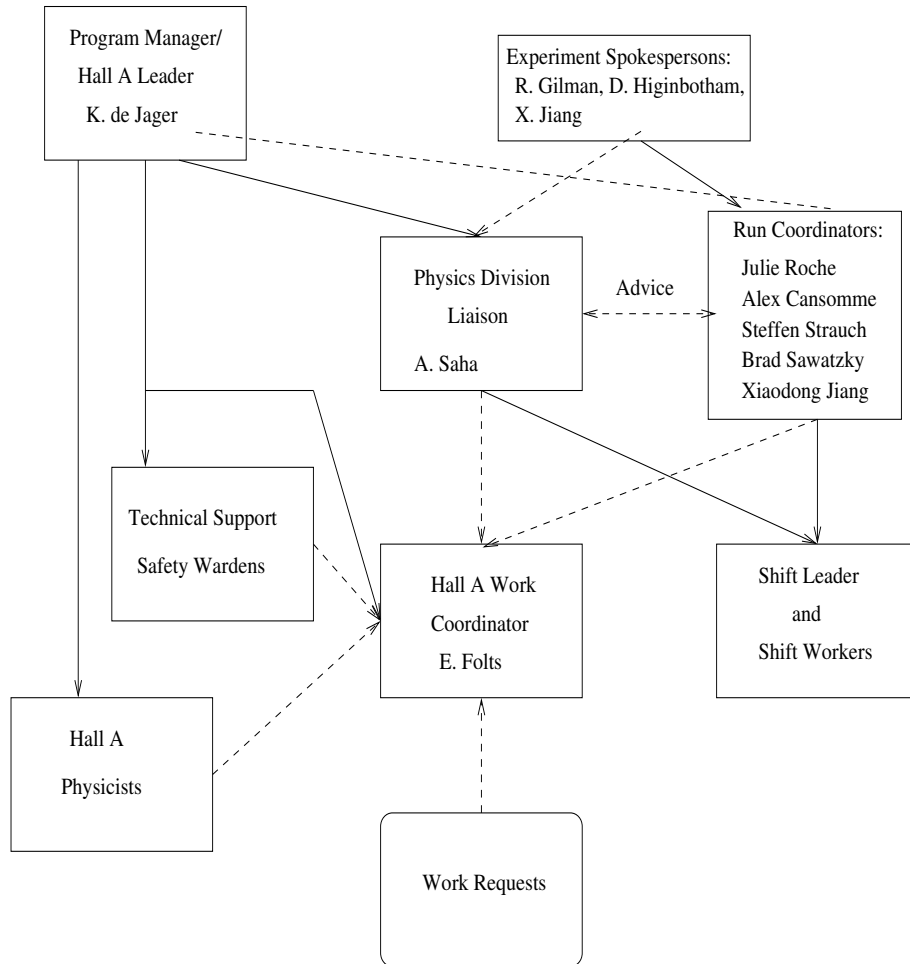 Program Manager/
Hall A Leader
K. de Jager
Experiment Spokespersons:
R. Gilman, D. Higinbotham,
X. Jiang
Run Coordinators:
Julie Roche
Alex Cansomme
Steffen Strauch
Brad Sawatzky
Xiaodong Jiang
Physics Division
Liaison
A. Saha
Advice
Technical Support
Safety Wardens
Hall A Work
Coordinator
E. Folts
Shift Leader
and
Shift Workers
Hall A
Physicists
Work Requests